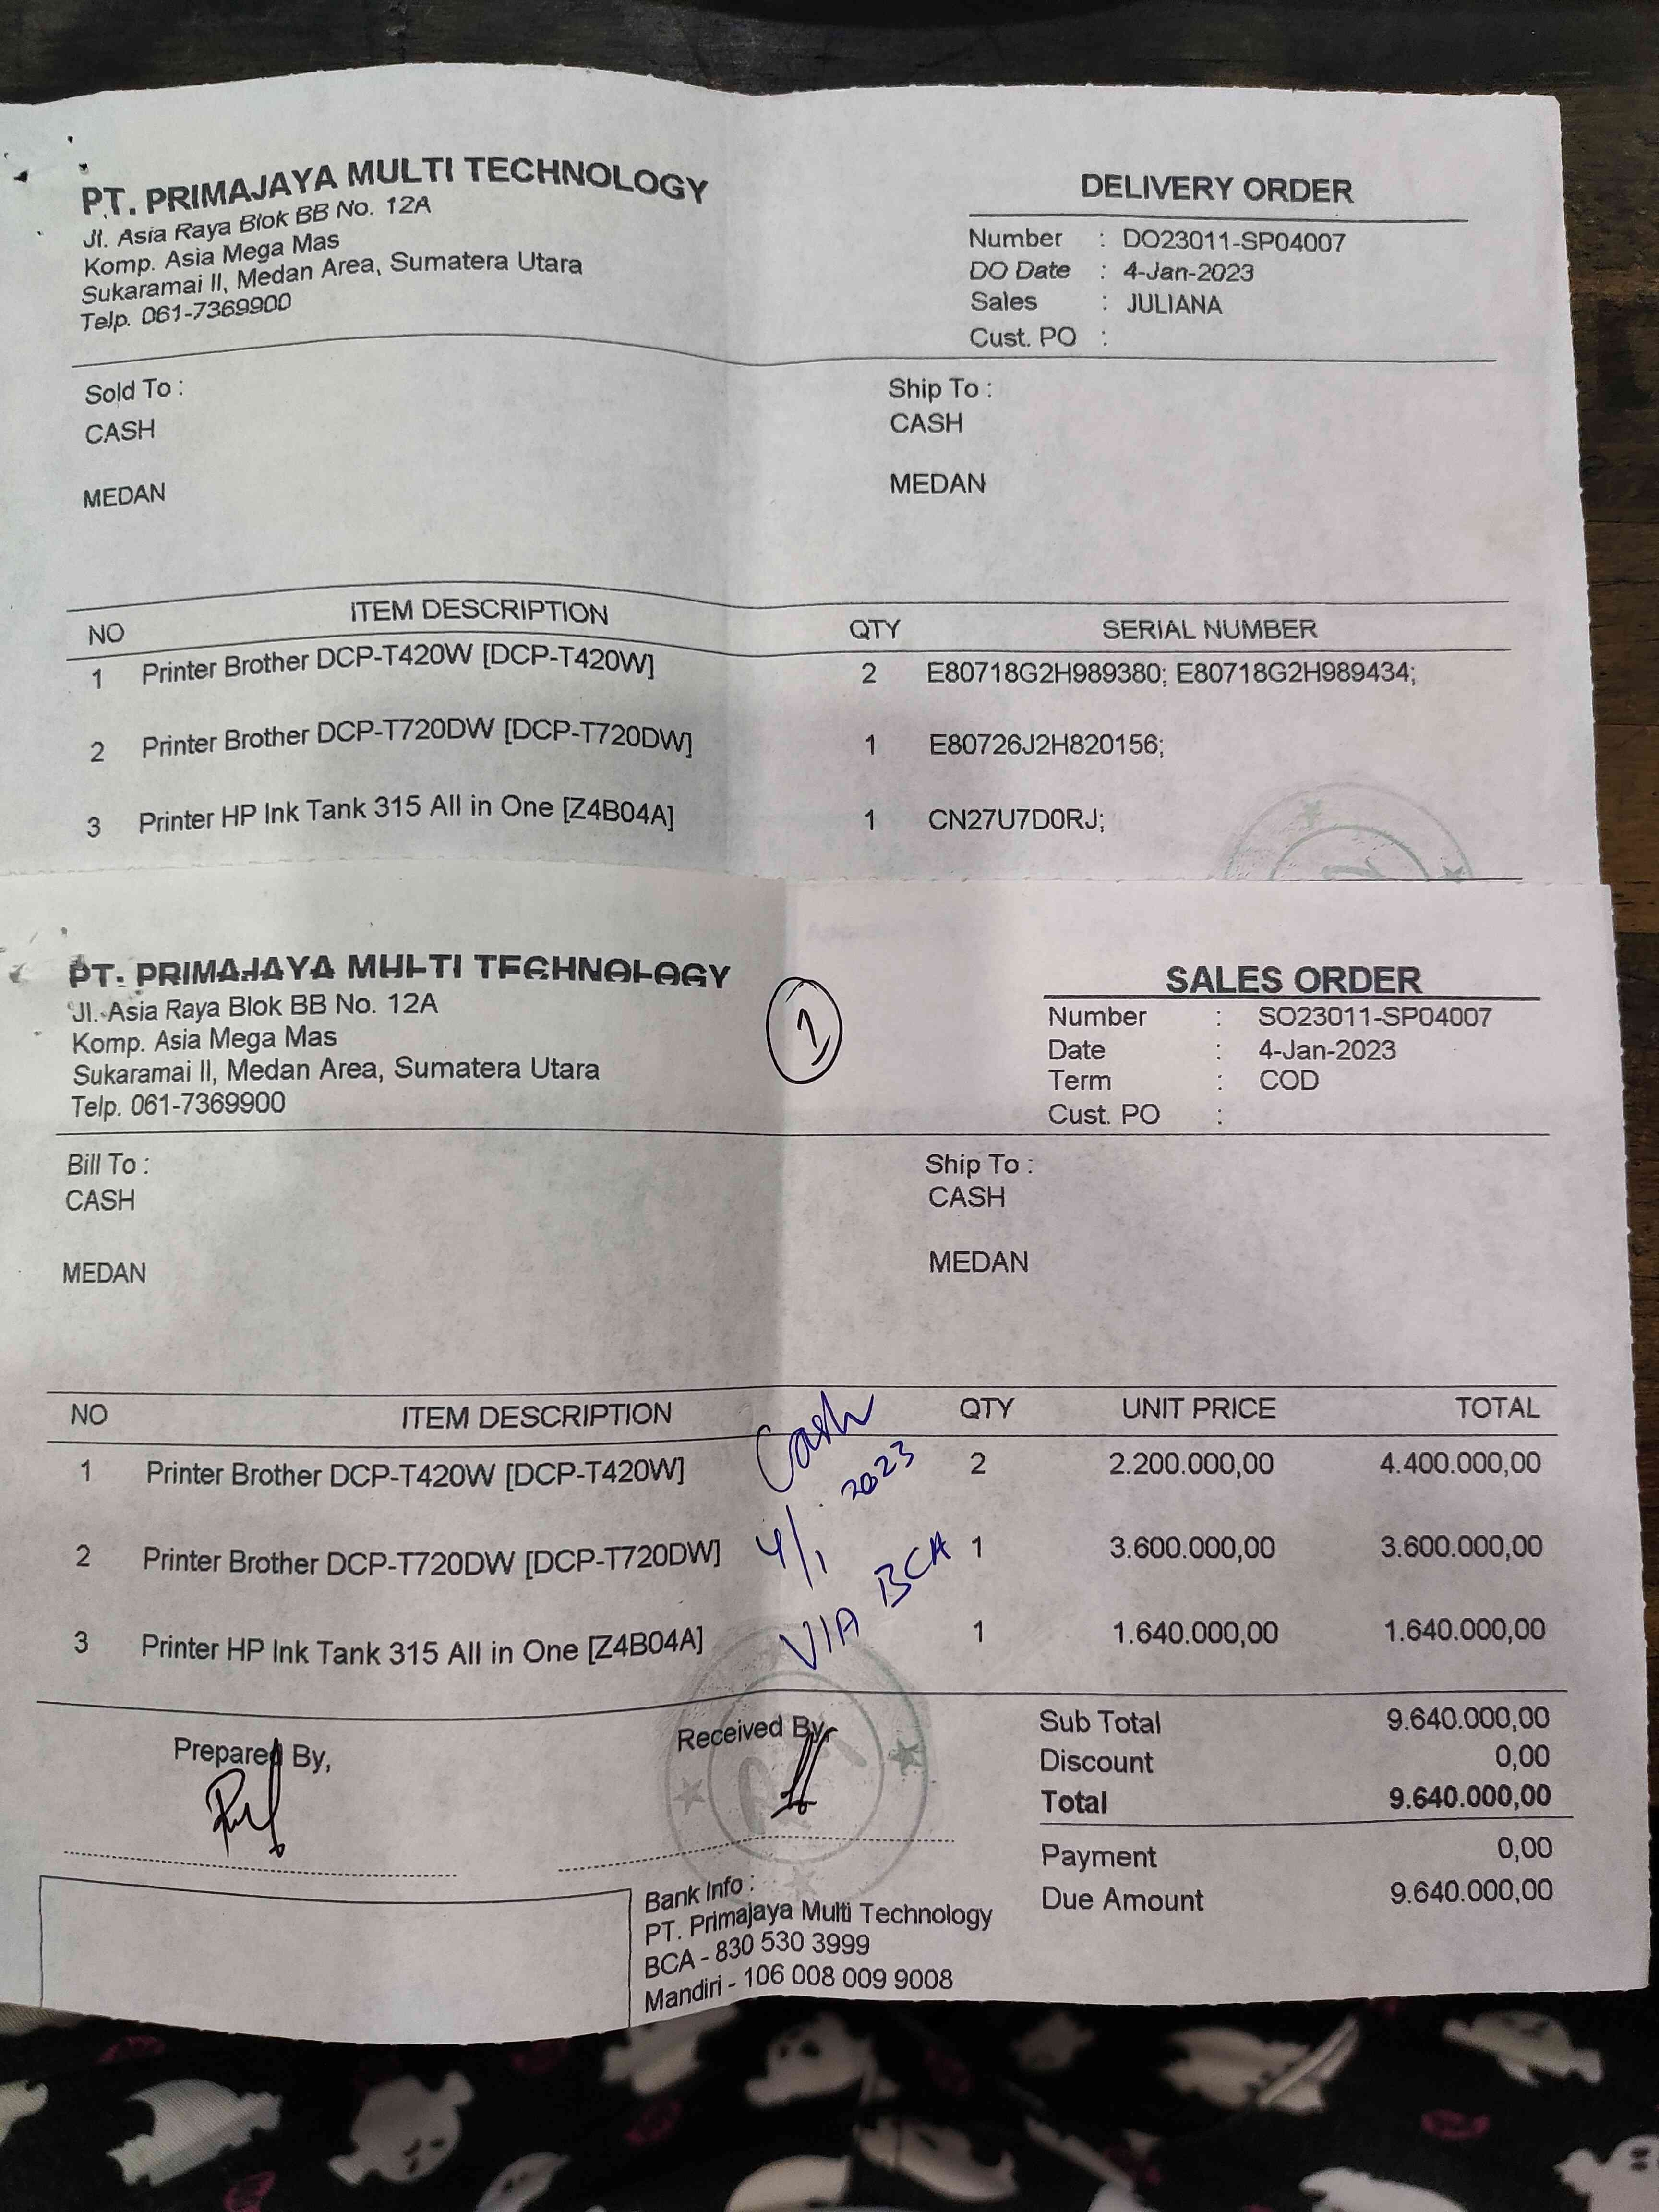 PT. PRIMAJAYA MULTI TECHNOLOGY
Jl. Asia Raya Blok BB No. 12A
Komp. Asia Mega Mas
Sukaramai II, Medan Area, Sumatera Utara
Telp. 061-7369900
DELIVERY ORDER
Number : DO23011-SP04007
DO Date : 4-Jan-2023
Sales : JULIANA
Cust. PO :
Sold To :
CASH
MEDAN
Ship To :
CASH
MEDAN
NO ITEM DESCRIPTION QTY SERIAL NUMBER
1 Printer Brother DCP-T420W [DCP-T420W] 2 E80718G2H989380; E80718G2H989434;
2 Printer Brother DCP-T720DW [DCP-T720DW] 1 E80726J2H820156;
3 Printer HP Ink Tank 315 All in One [Z4B04A] 1 CN27U7D0RJ;
PT. PRIMAJAYA MULTI TECHNOLOGY
Jl. Asia Raya Blok BB No. 12A
Komp. Asia Mega Mas
Sukaramai II, Medan Area, Sumatera Utara
Telp. 061-7369900
1
SALES ORDER
Number : SO23011-SP04007
Date : 4-Jan-2023
Term : COD
Cust. PO :
Bill To :
CASH
MEDAN
Ship To :
CASH
MEDAN
NO ITEM DESCRIPTION QTY UNIT PRICE TOTAL
1 Printer Brother DCP-T420W [DCP-T420W] 2 2.200.000,00 4.400.000,00
2 Printer Brother DCP-T720DW [DCP-T720DW] 1 3.600.000,00 3.600.000,00
3 Printer HP Ink Tank 315 All in One [Z4B04A] 1 1.640.000,00 1.640.000,00
Cash
4/1 2023
VIA BCA
Prepared By,
Received By,
Sub Total 9.640.000,00
Discount 0,00
Total 9.640.000,00
Payment 0,00
Due Amount 9.640.000,00
Bank Info :
PT. Primajaya Multi Technology
BCA - 830 530 3999
Mandiri - 106 008 009 9008